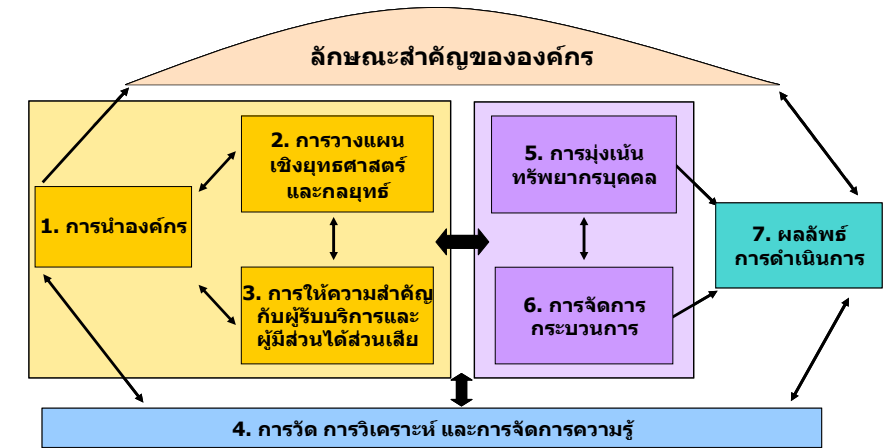 ลักษณะสำคัญขององค์กร
1. การนำองค์กร
2. การวางแผน
เชิงยุทธศาสตร์
และกลยุทธ์
3. การให้ความสำคัญ
กับผู้รับบริการและ
ผู้มีส่วนได้ส่วนเสีย
5. การมุ่งเน้น
ทรัพยากรบุคคล
6. การจัดการ
กระบวนการ
7. ผลลัพธ์
การดำเนินการ
4. การวัด การวิเคราะห์ และการจัดการความรู้